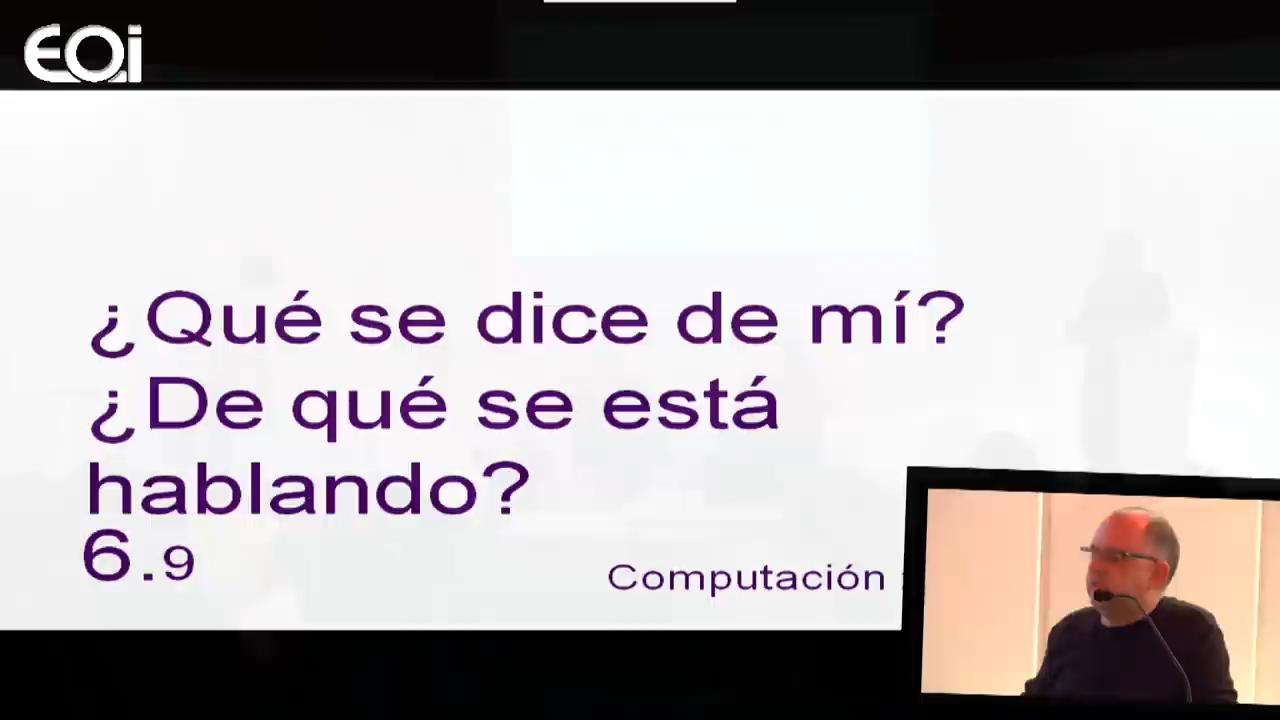 EOi
¿Qué se dice de mí?
¿De qué se está
hablando?
6.9
Computación